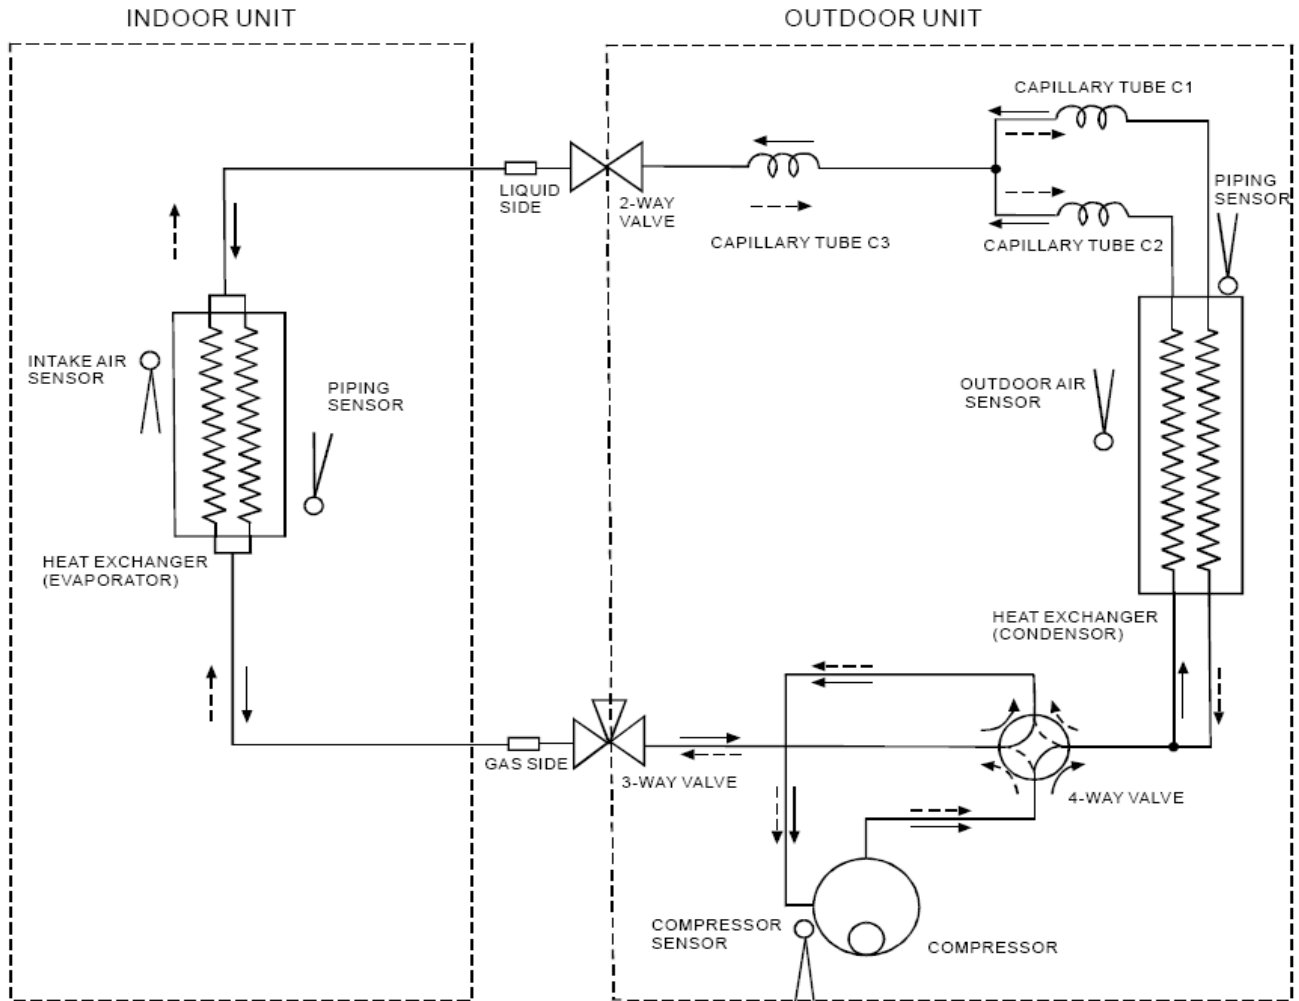 INDOOR UNIT
OUTDOOR UNIT
CAPILLARY TUBE C1
LIQUID
SIDE
2-WAY
VALVE
CAPILLARY TUBE C3
CAPILLARY TUBE C2
PIPING
SENSOR
INTAKE AIR
SENSOR
PIPING
SENSOR
OUTDOOR AIR
SENSOR
HEAT EXCHANGER
(EVAPORATOR)
HEAT EXCHANGER
(CONDENSOR)
GAS SIDE
3-WAY VALVE
4-WAY VALVE
COMPRESSOR
SENSOR
COMPRESSOR